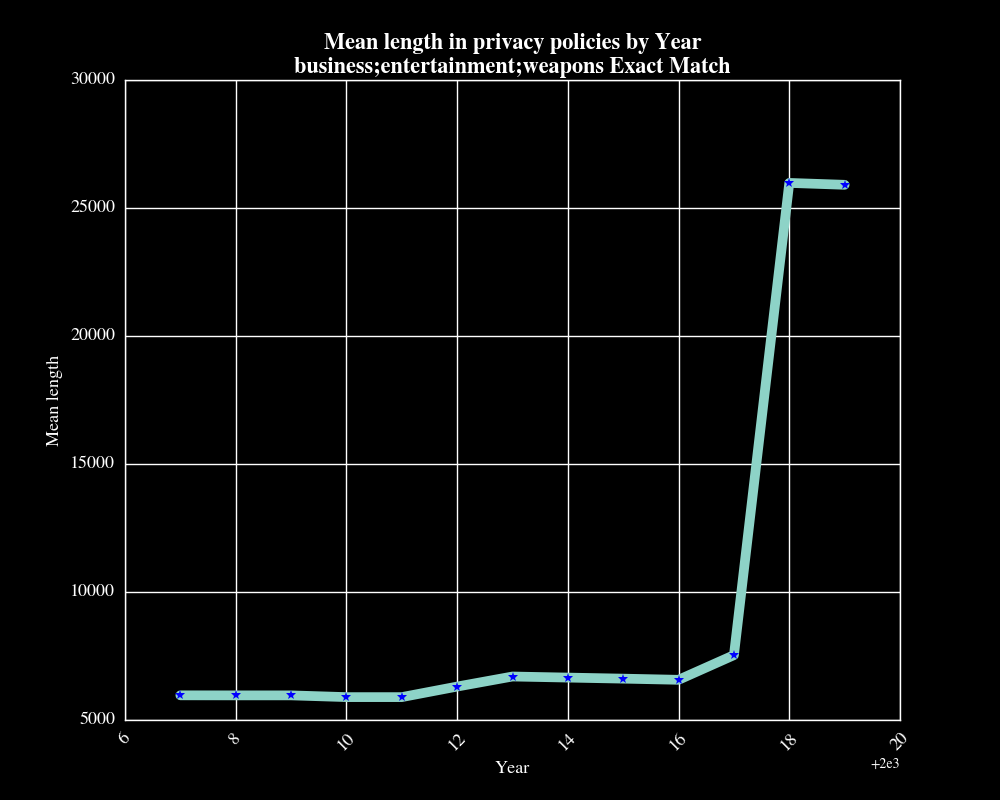 Mean length in privacy policies by Year
business;entertainment;weapons Exact Match
30000
25000
20000
15000
10000
5000
Mean length
6
8
10
12
14
16
18
20
+2e3
Year